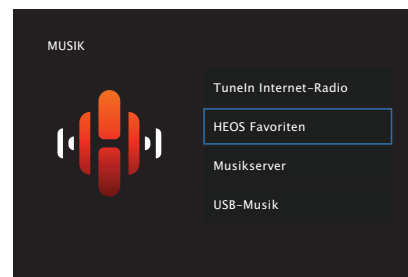 MUSIK
TuneIn Internet-Radio
HEOS Favoriten
Musikserver
USB-Musik